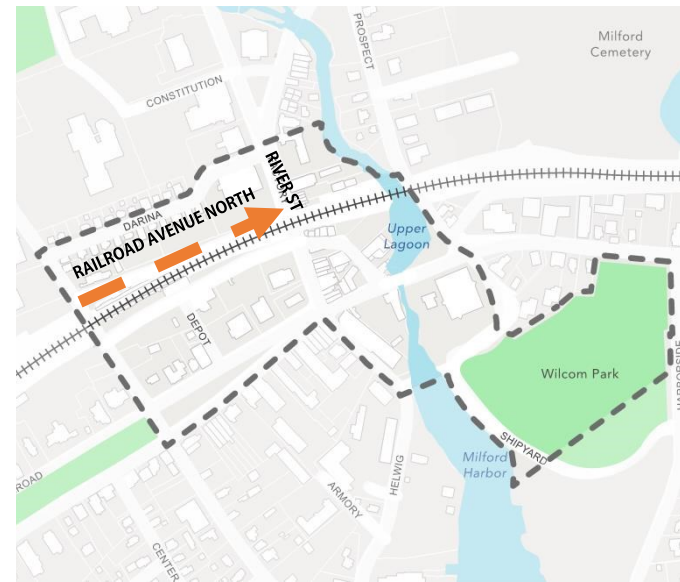 PROSPECT
Milford
Cemetery
CONSTITUTION
RIVER ST
DARINA
RAILROAD AVENUE NORTH
Upper
Lagoon
DEPOT
Wilcom Park
HARBORSIDE
SHIPYARD
Milford
Harbor
HELWIG
ROAD
ARMORY
CENTER